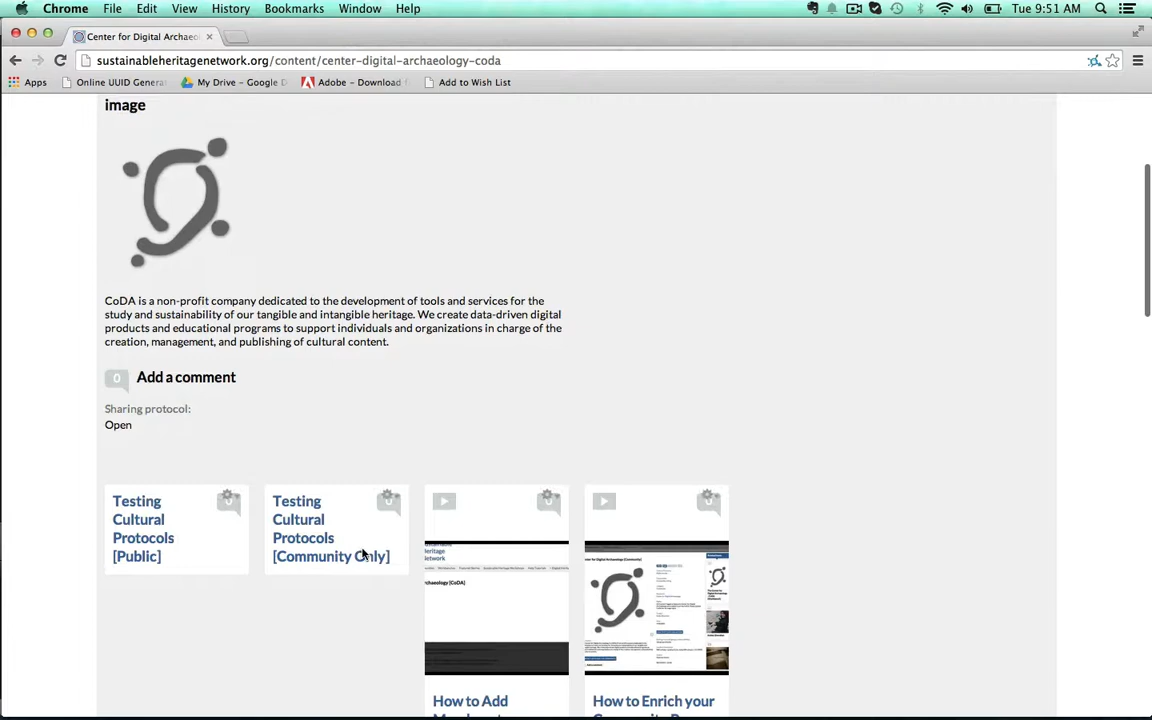 Chrome File Edit View History Bookmarks Window Help Tue 9:51 AM
Center for Digital Archaeol
sustainableheritagenetwork.org/content/center-digital-archaeology-coda
Apps Online UUID Genera My Drive – Google D Adobe – Download Add to Wish List
image
CoDA is a non-profit company dedicated to the development of tools and services for the
study and sustainability of our tangible and intangible heritage. We create data-driven digital
products and educational programs to support individuals and organizations in charge of the
creation, management, and publishing of cultural content.
0 Add a comment
Sharing protocol:
Open
Testing
Cultural
Protocols
[Public]
Testing
Cultural
Protocols
[Community Only]
Heritage
Network
rchaeology (CoDA)
How to Add
How to Enrich your